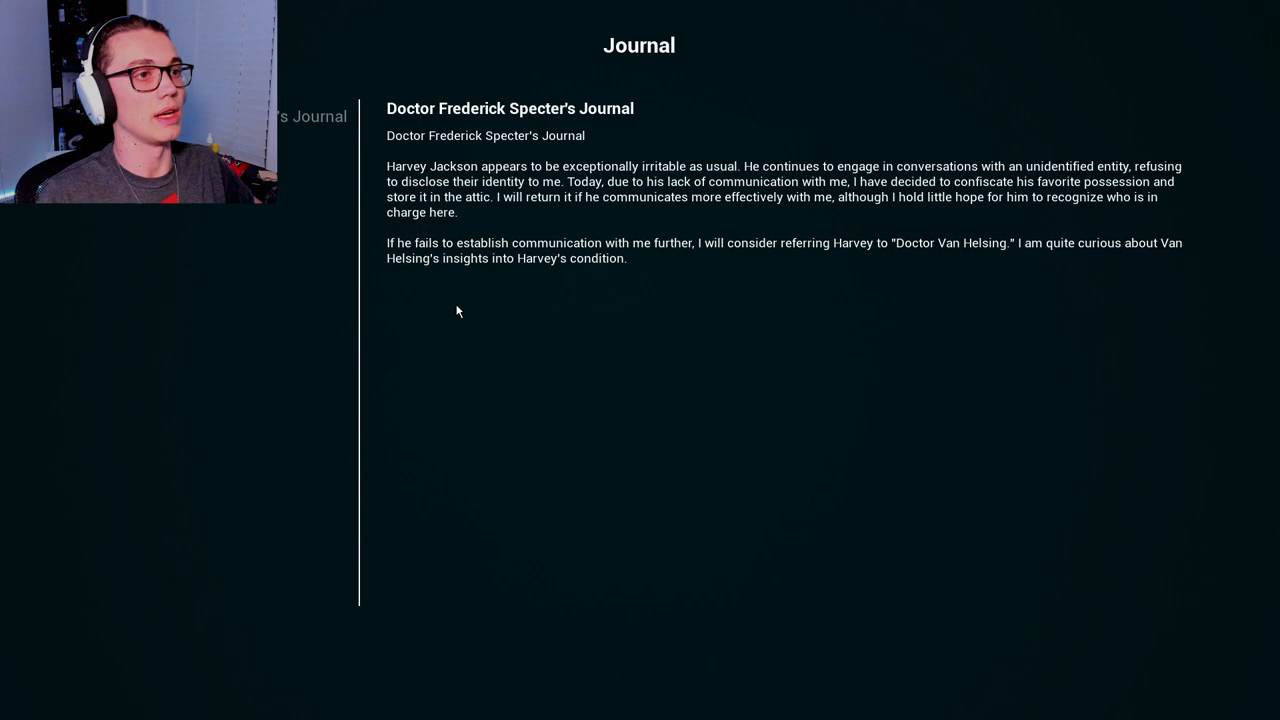 Journal
's Journal
Doctor Frederick Specter's Journal
Doctor Frederick Specter's Journal
Harvey Jackson appears to be exceptionally irritable as usual. He continues to engage in conversations with an unidentified entity, refusing
to disclose their identity to me. Today, due to his lack of communication with me, I have decided to confiscate his favorite possession and
store it in the attic. I will return it if he communicates more effectively with me, although I hold little hope for him to recognize who is in
charge here.
If he fails to establish communication with me further, I will consider referring Harvey to "Doctor Van Helsing." I am quite curious about Van
Helsing's insights into Harvey's condition.